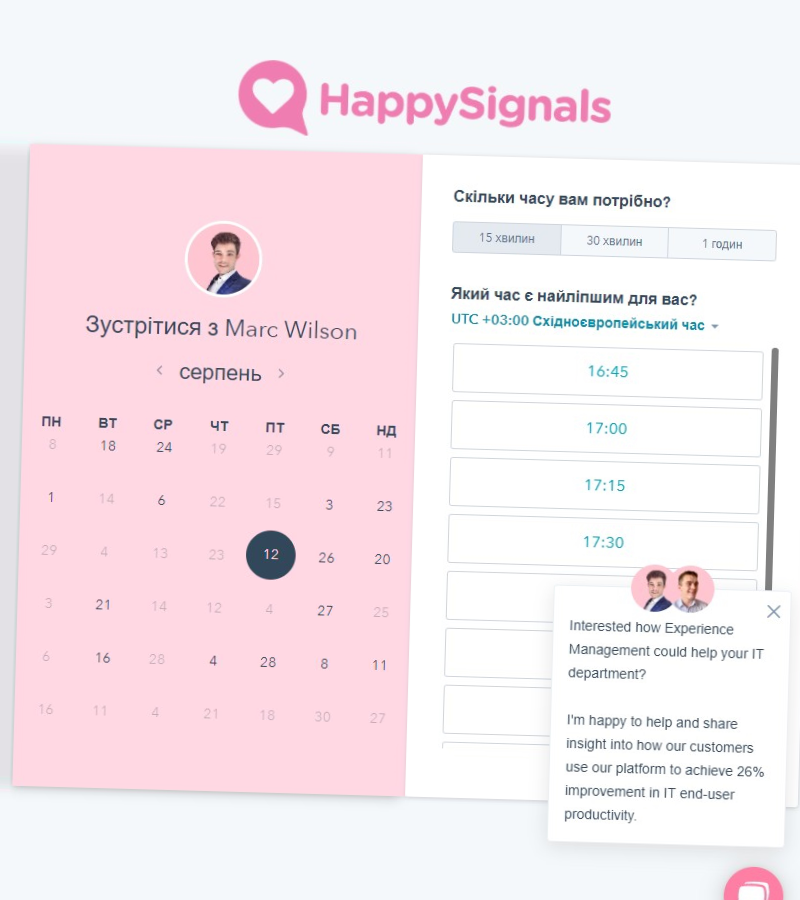 HappySignals
Зустрітися з Marc Wilson
серпень
ПН ВТ СР ЧТ ПТ СБ НД
8 18 24 19 29 9 11
1 14 6 22 15 3 23
29 4 13 23 12 26 20
3 21 14 12 4 27 25
6 16 28 4 28 8 11
16 11 4 21 18 30 27
Скільки часу вам потрібно?
15 хвилин 30 хвилин 1 годин
Який час є найліпшим для вас?
UTC +03:00 Східноєвропейський час
16:45
17:00
17:15
17:30
Interested how Experience
Management could help your IT
department?
I'm happy to help and share
insight into how our customers
use our platform to achieve 26%
improvement in IT end-user
productivity.